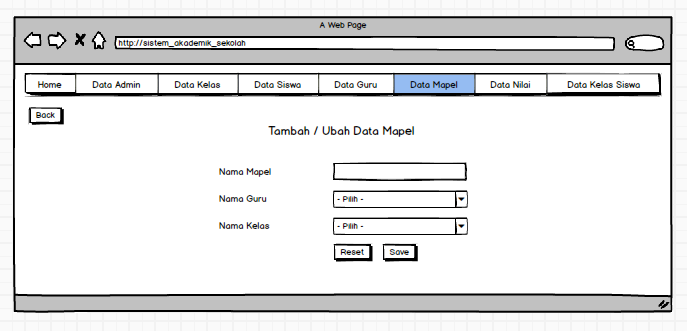 A Web Page
http://sistem_akademik_sekolah
Home Data Admin Data Kelas Data Siswa Data Guru Data Mapel Data Nilai Data Kelas Siswa
Back
Tambah / Ubah Data Mapel
Nama Mapel
Nama Guru - Pilih -
Nama Kelas - Pilih -
Reset Save